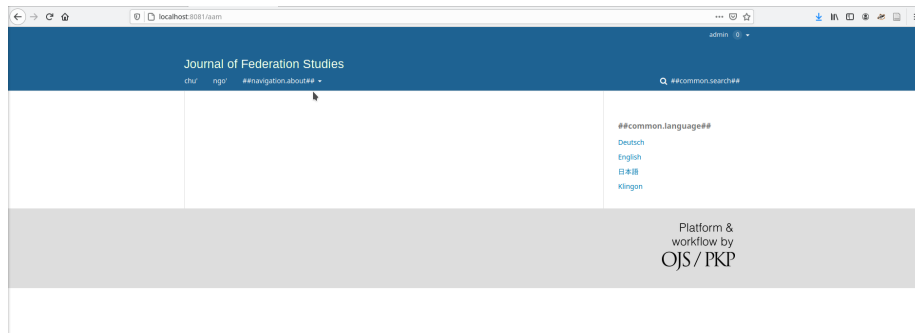 localhost:8081/aam
admin 0
Journal of Federation Studies
chu' ngo' ##navigation.about## ##common.search##
##common.language##
Deutsch
English
日本語
Klingon
Platform &
workflow by
OJS / PKP